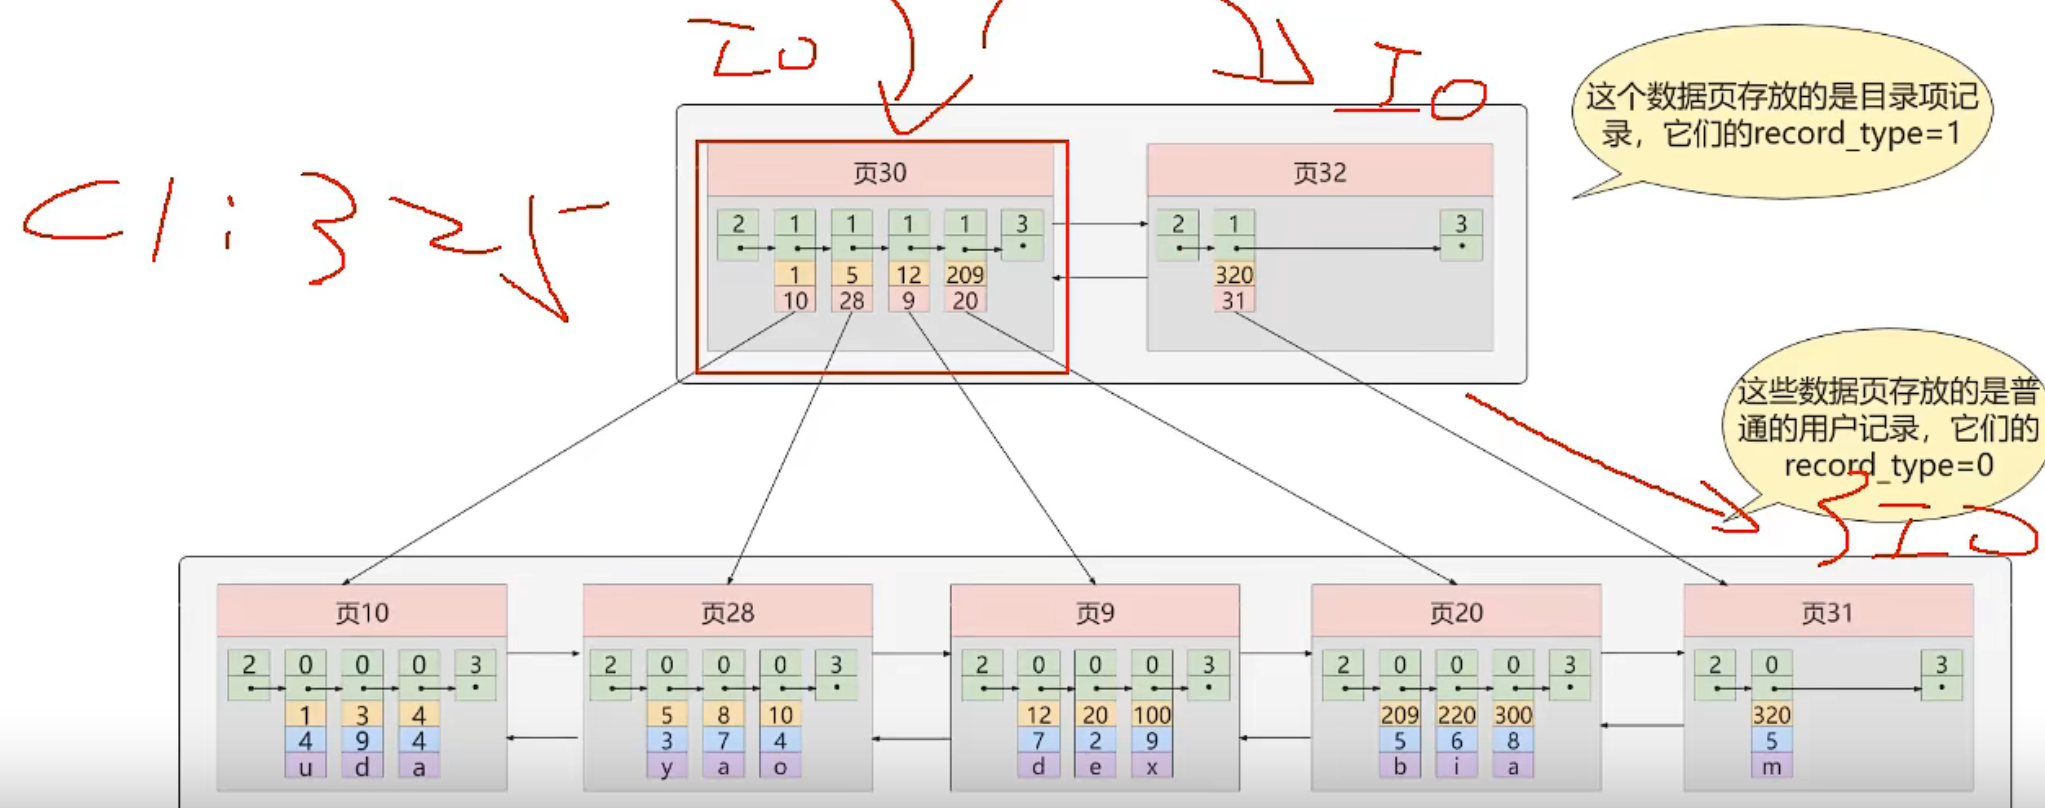 IO
IO
这个数据页存放的是目录项记
录，它们的record_type=1
C1:325
页30
页32
2 1 1 1 1 3
2 1 3
1 5 12 209
320
10 28 9 20
31
这些数据页存放的是普
通的用户记录，它们的
record_type=0
3IO
页10
页28
页9
页20
页31
2 0 0 0 3
2 0 0 0 3
2 0 0 0 3
2 0 0 0 3
2 0 3
1 3 4
5 8 10
12 20 100
209 220 300
320
4 9 4
3 7 4
7 2 9
5 6 8
5
u d a
y a o
d e x
b i a
m